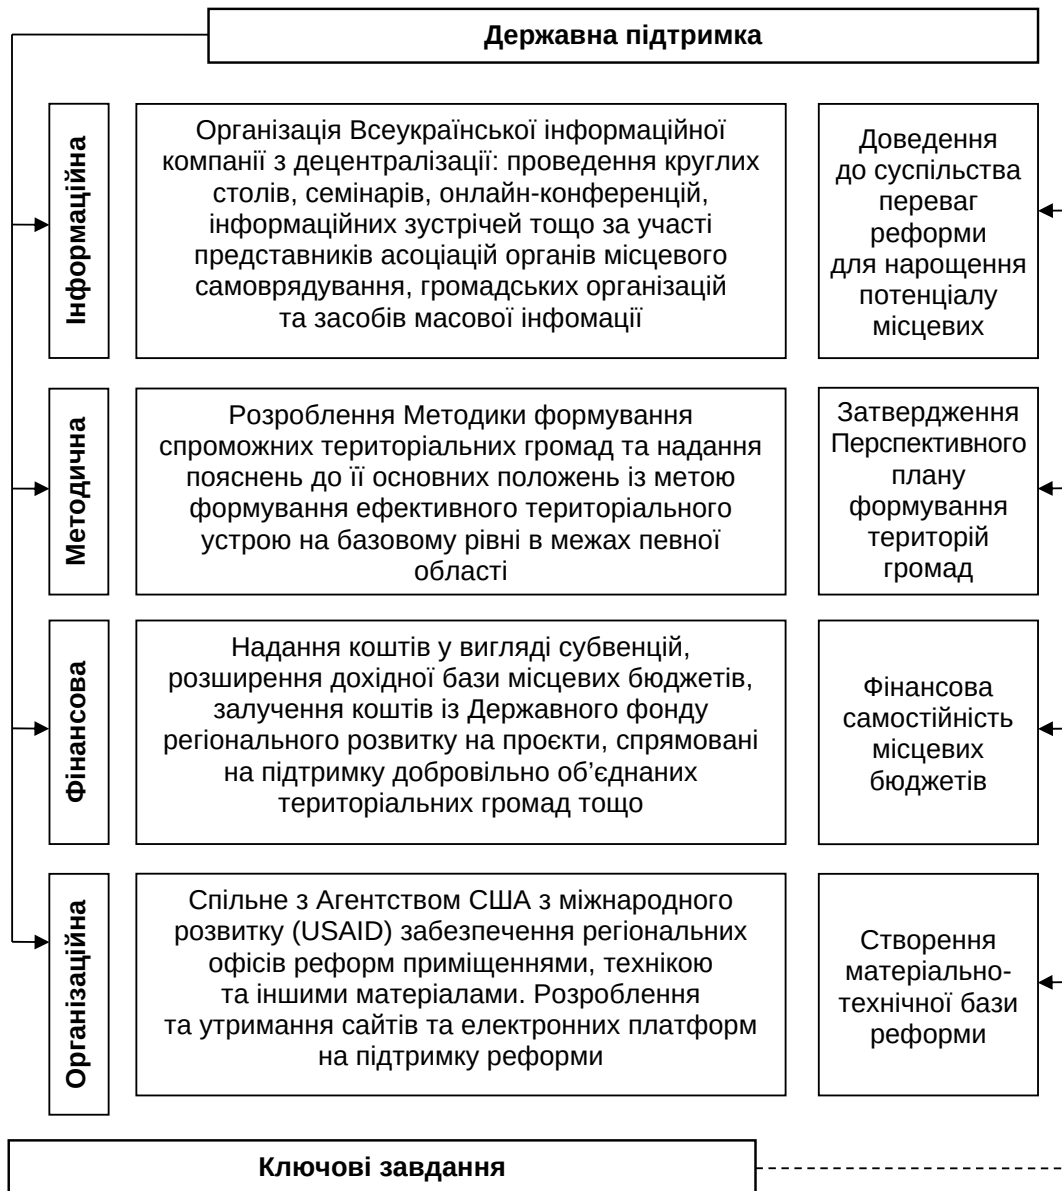 Державна підтримка
Інформаційна
Організація Всеукраїнської інформаційної
компанії з децентралізації: проведення круглих
столів, семінарів, онлайн-конференцій,
інформаційних зустрічей тощо за участі
представників асоціацій органів місцевого
самоврядування, громадських організацій
та засобів масової інфомації
Доведення
до суспільства
переваг
реформи
для нарощення
потенціалу
місцевих
Методична
Розроблення Методики формування
спроможних територіальних громад та надання
пояснень до її основних положень із метою
формування ефективного територіального
устрою на базовому рівні в межах певної
області
Затвердження
Перспективного
плану
формування
територій
громад
Фінансова
Надання коштів у вигляді субвенцій,
розширення дохідної бази місцевих бюджетів,
залучення коштів із Державного фонду
регіонального розвитку на проєкти, спрямовані
на підтримку добровільно об’єднаних
територіальних громад тощо
Фінансова
самостійність
місцевих
бюджетів
Організаційна
Спільне з Агентством США з міжнародного
розвитку (USAID) забезпечення регіональних
офісів реформ приміщеннями, технікою
та іншими матеріалами. Розроблення
та утримання сайтів та електронних платформ
на підтримку реформи
Створення
матеріально-
технічної бази
реформи
Ключові завдання